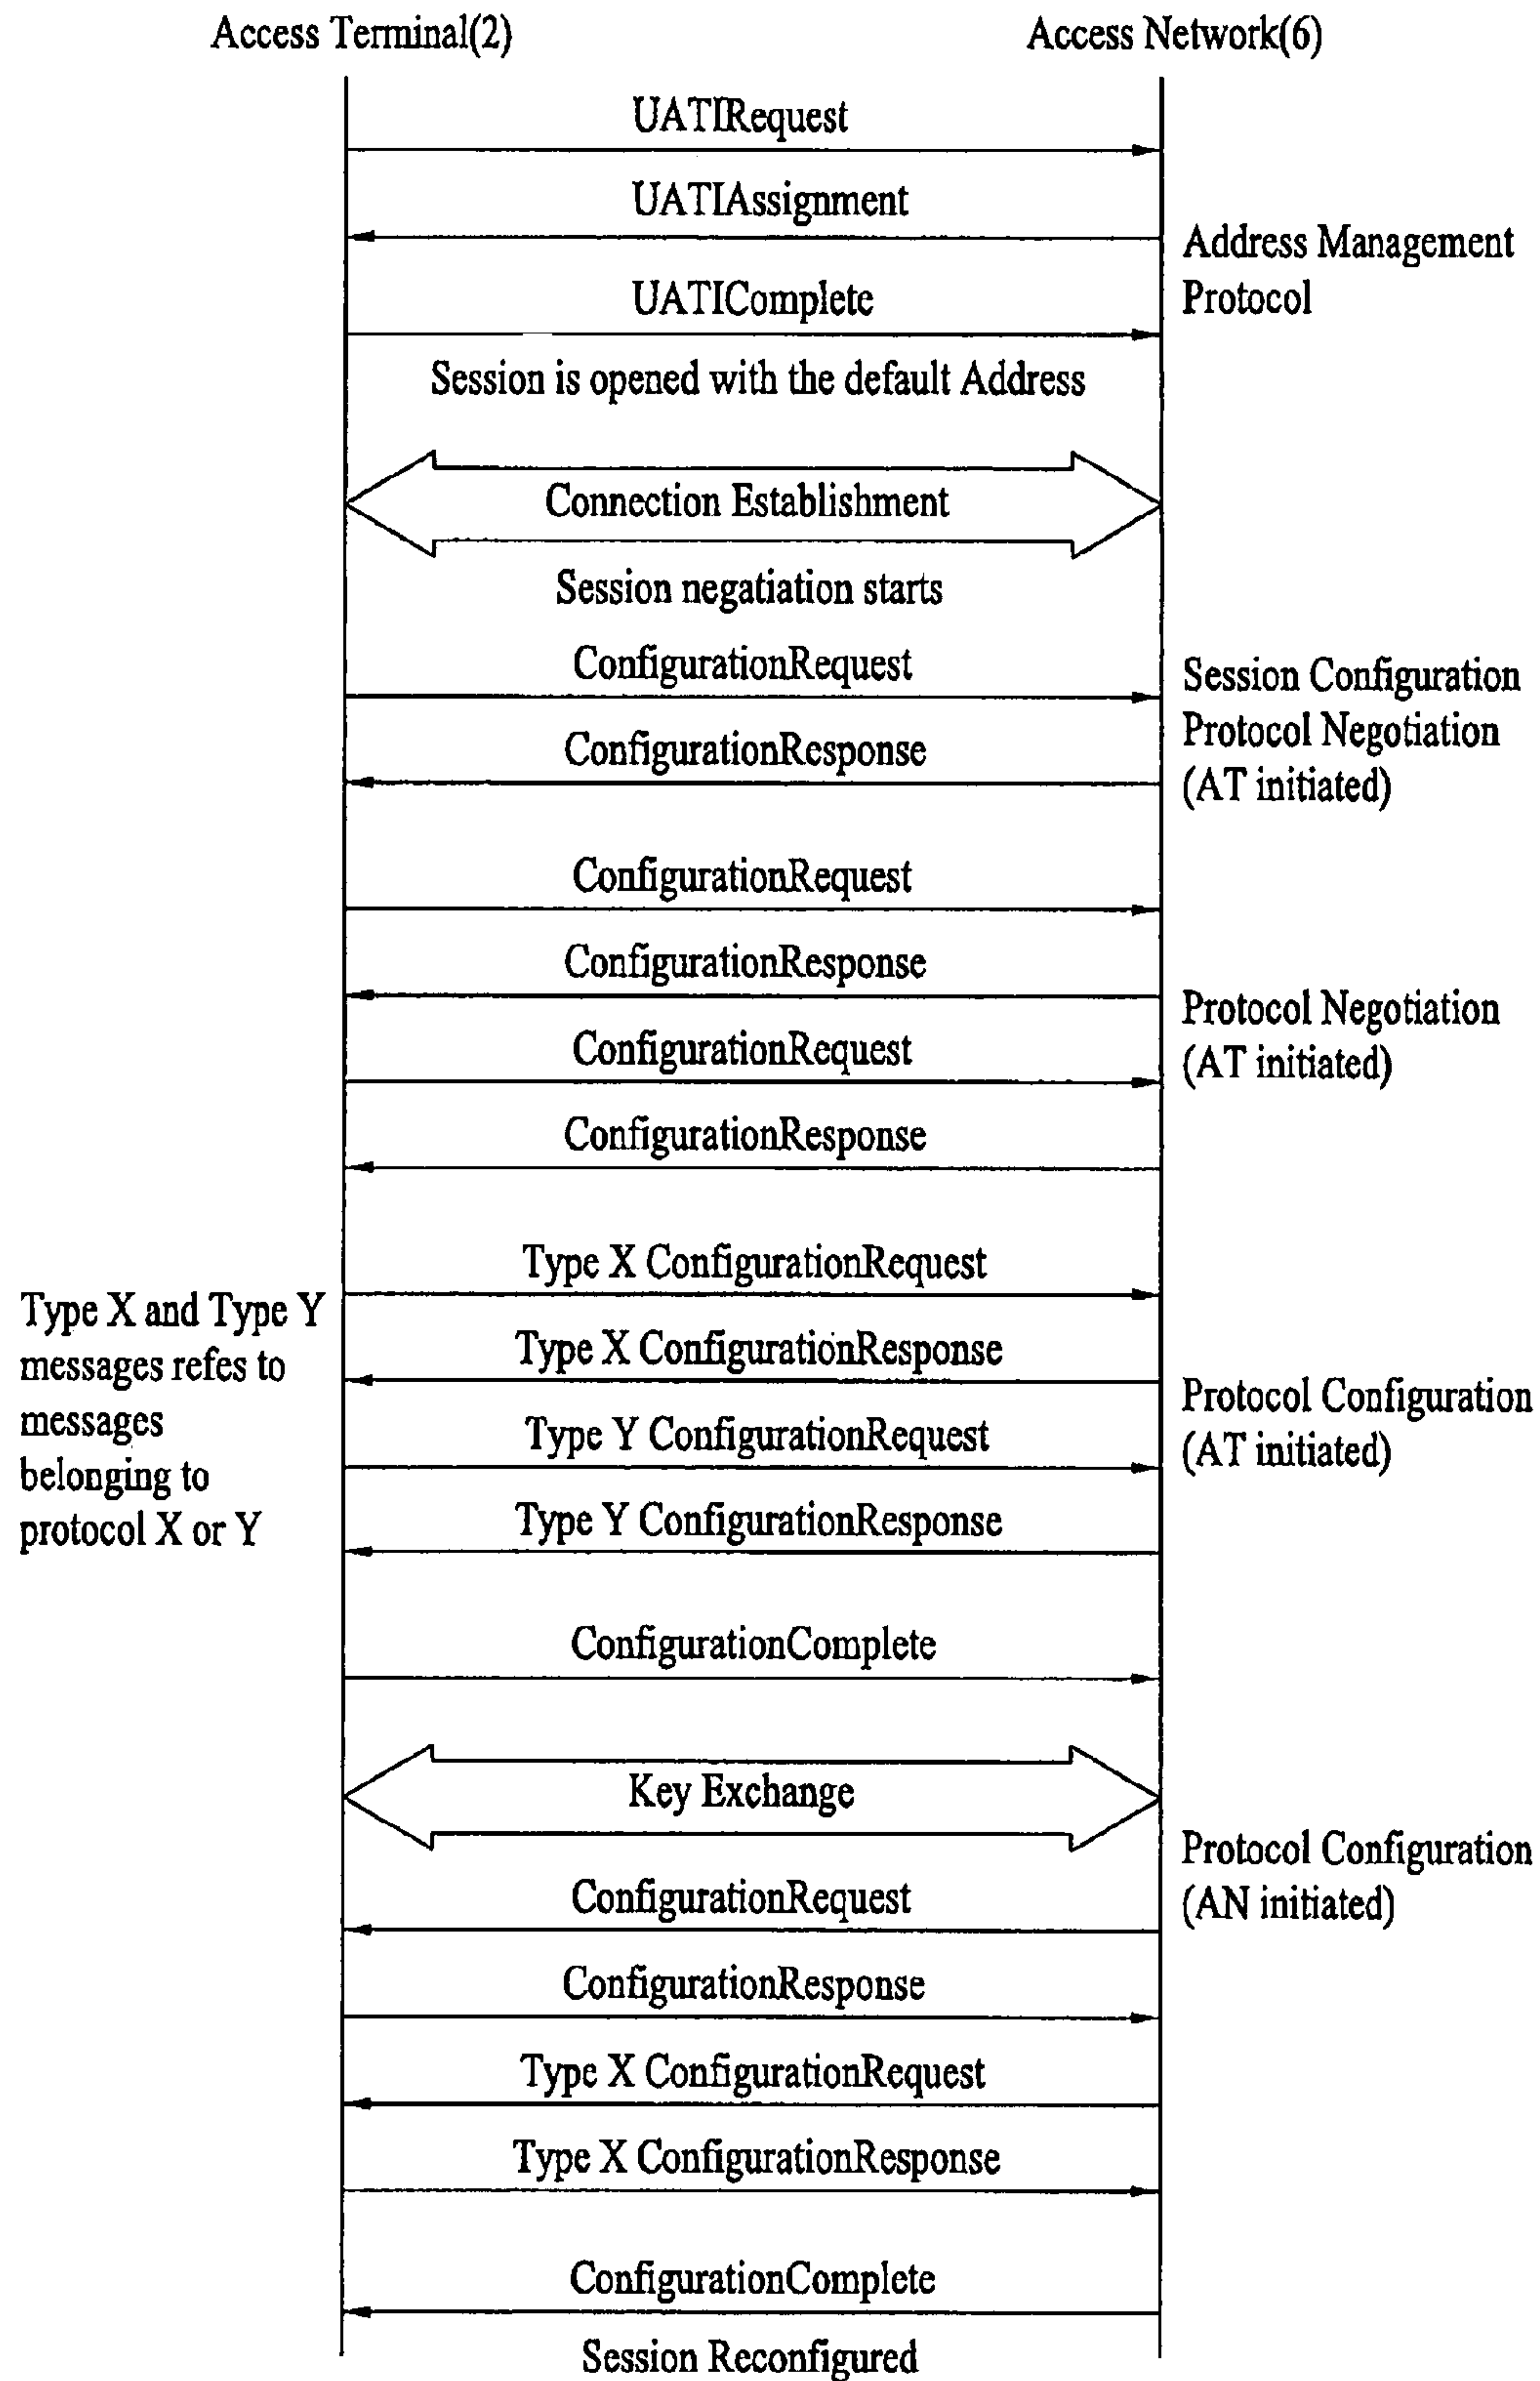 Access Terminal(2)
Access Network(6)
UATIRequest
UATIAssignment
Address Management
Protocol
UATIComplete
Session is opened with the default Address
Connection Establishment
Session negatiation starts
ConfigurationRequest
Session Configuration
Protocol Negotiation
(AT initiated)
ConfigurationResponse
ConfigurationRequest
ConfigurationResponse
Protocol Negotiation
(AT initiated)
ConfigurationRequest
ConfigurationResponse
Type X ConfigurationRequest
Type X and Type Y
messages refes to
messages
belonging to
protocol X or Y
Type X ConfigurationResponse
Protocol Configuration
(AT initiated)
Type Y ConfigurationRequest
Type Y ConfigurationResponse
ConfigurationComplete
Key Exchange
Protocol Configuration
(AN initiated)
ConfigurationRequest
ConfigurationResponse
Type X ConfigurationRequest
Type X ConfigurationResponse
ConfigurationComplete
Session Reconfigured